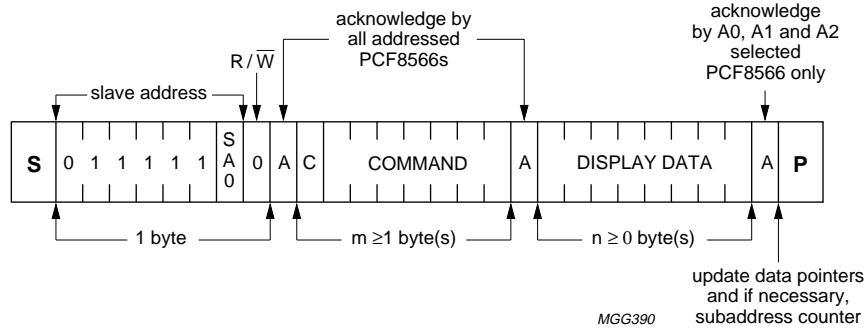 acknowledge by
all addressed
PCF8566s
acknowledge
by A0, A1 and A2
selected
PCF8566 only
R / W
slave address
S 0 1 1 1 1 1 SA0 0 A C COMMAND A DISPLAY DATA A P
1 byte
m ≥1 byte(s)
n ≥ 0 byte(s)
update data pointers
and if necessary,
subaddress counter
MGG390